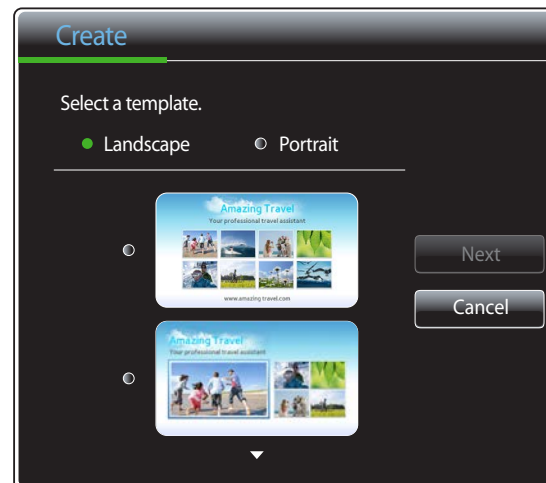 Create
Select a template.
Landscape
Portrait
Amazing Travel
Your professional travel assistant
www.amazing travel.com
Amazing Travel
Your professional travel assistant
Next
Cancel